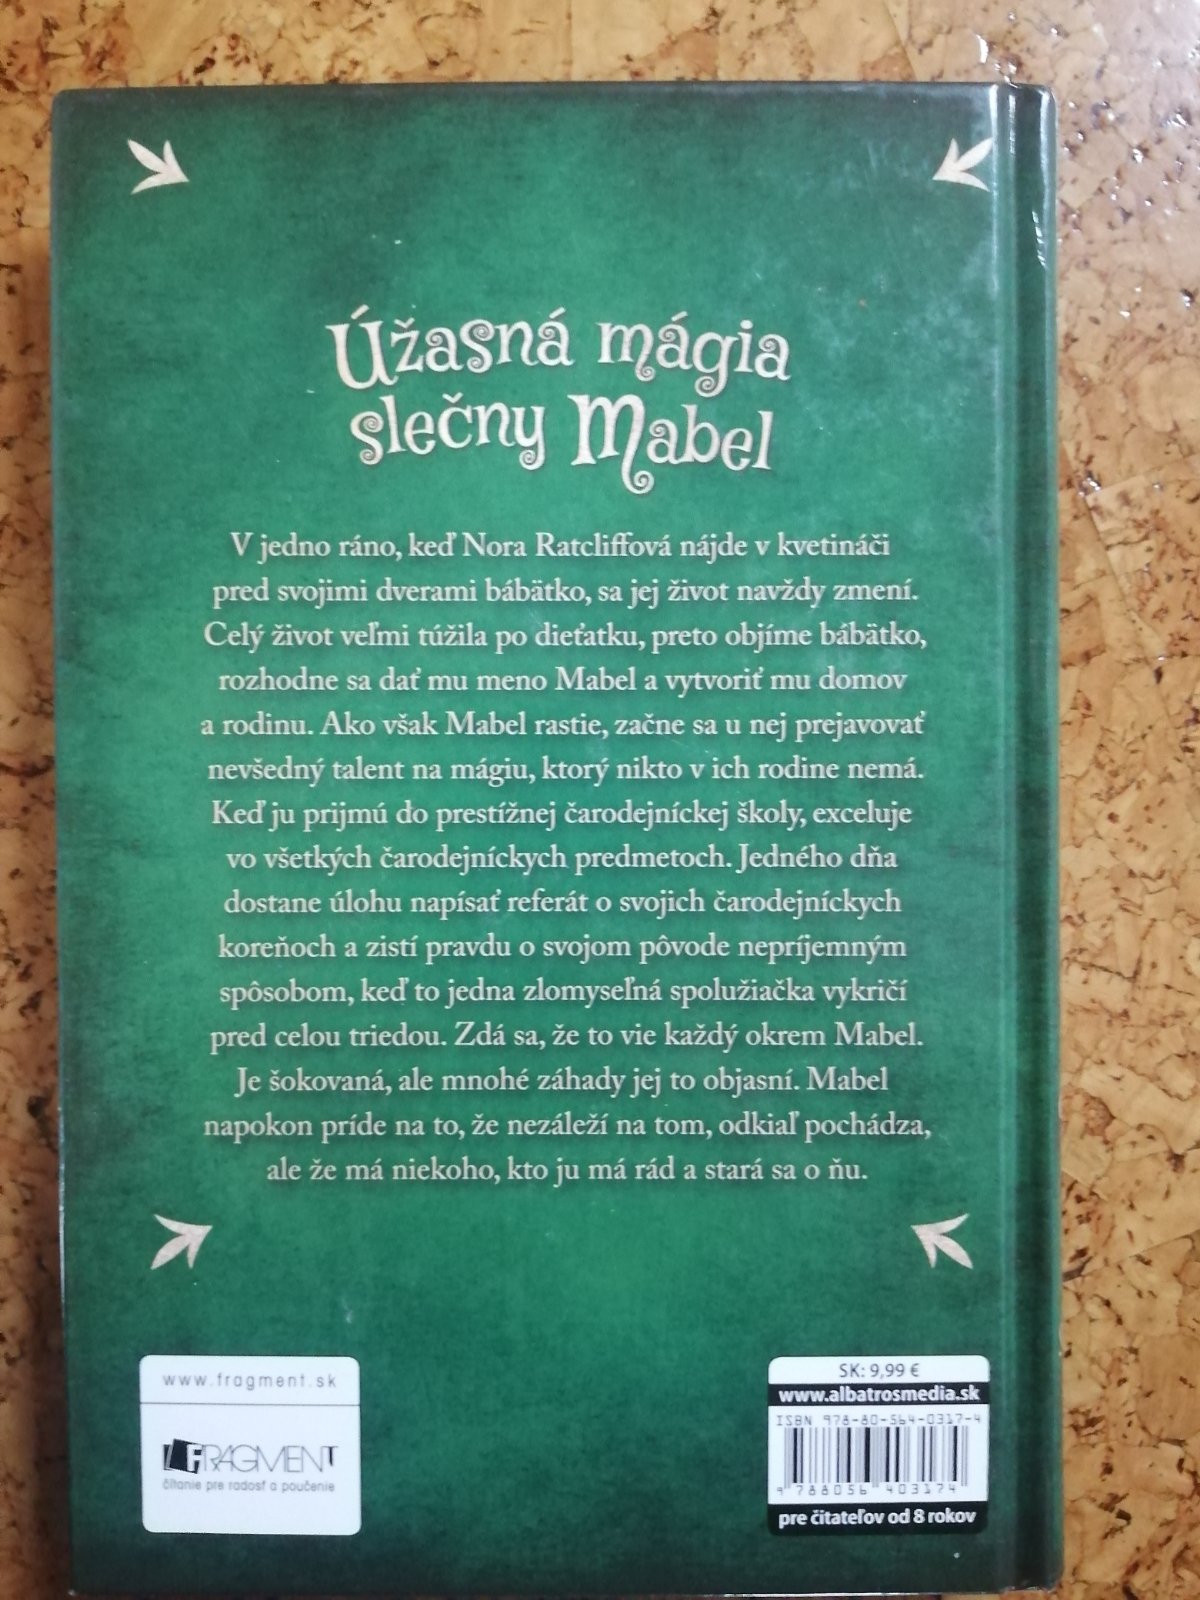 Úžasná mágia
slečny Mabel
V jedno ráno, keď Nora Ratcliffová nájde v kvetináči
pred svojimi dverami bábätko, sa jej život navždy zmení.
Celý život veľmi túžila po dieťatku, preto objíme bábätko,
rozhodne sa dať mu meno Mabel a vytvoriť mu domov
a rodinu. Ako však Mabel rastie, začne sa u nej prejavovať
nevšedný talent na mágiu, ktorý nikto v ich rodine nemá.
Keď ju prijmú do prestížnej čarodejníckej školy, exceluje
vo všetkých čarodejníckych predmetoch. Jedného dňa
dostane úlohu napísať referát o svojich čarodejníckych
koreňoch a zistí pravdu o svojom pôvode nepríjemným
spôsobom, keď to jedna zlomyseľná spolužiačka vykričí
pred celou triedou. Zdá sa, že to vie každý okrem Mabel.
Je šokovaná, ale mnohé záhady jej to objasní. Mabel
napokon príde na to, že nezáleží na tom, odkiaľ pochádza,
ale že má niekoho, kto ju má rád a stará sa o ňu.
www.fragment.sk
FRAGMENT
čítanie pre radosť a poučenie
SK: 9,99 €
www.albatrosmedia.sk
ISBN 978-80-564-0317-4
9 788056 403174
pre čitateľov od 8 rokov